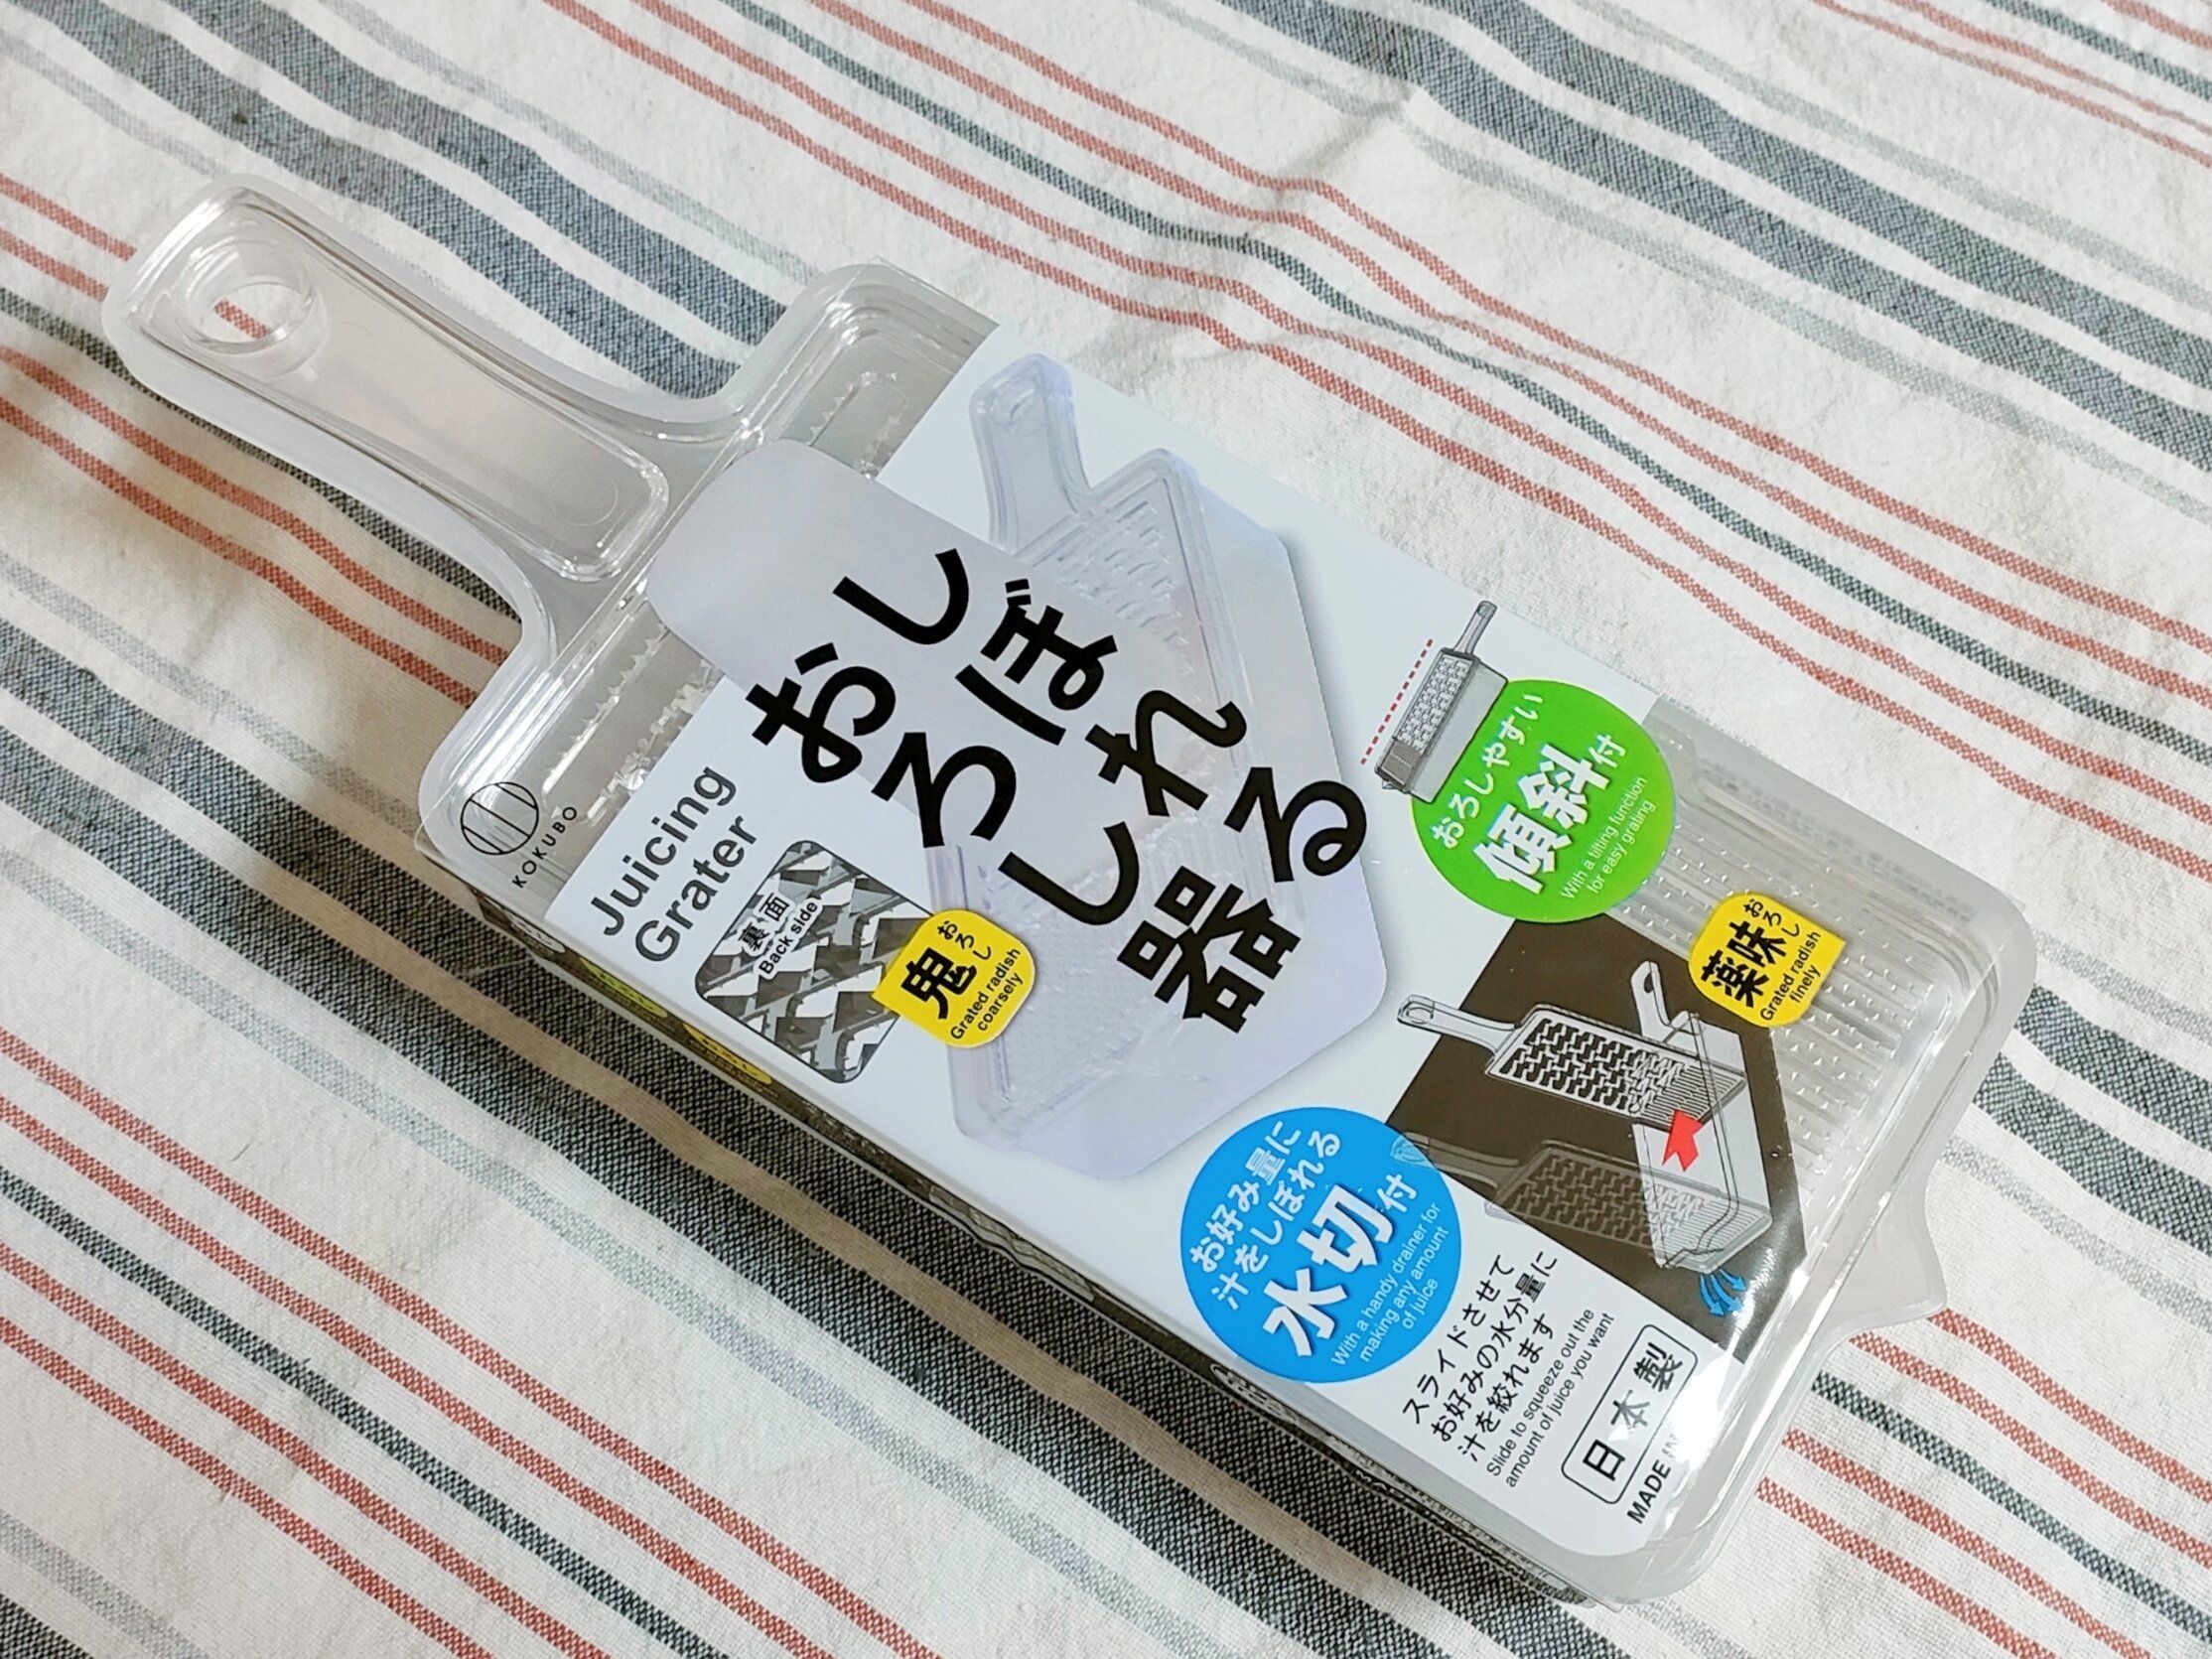 KOKUBO
Juicing
Grater
しぼれる
おろし器
裏面
Back side
鬼おろし
Grated radish
coarsely
おろしやすい
傾斜付
With a tilting function
for easy grating
薬味おろし
Grated radish
finely
お好み量に
汁をしぼれる
水切付
With a handy drainer for
making any amount
of juice
スライドさせて
お好みの水分量に
汁を絞れます
Slide to squeeze out the
amount of juice you want
日本製
MADE IN